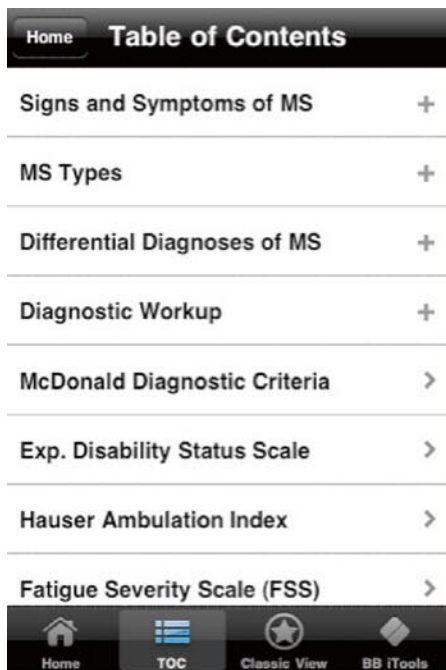 Home Table of Contents
Signs and Symptoms of MS
MS Types
Differential Diagnoses of MS
Diagnostic Workup
McDonald Diagnostic Criteria
Exp. Disability Status Scale
Hauser Ambulation Index
Fatigue Severity Scale (FSS)
Home TOC Classic View BB iTools